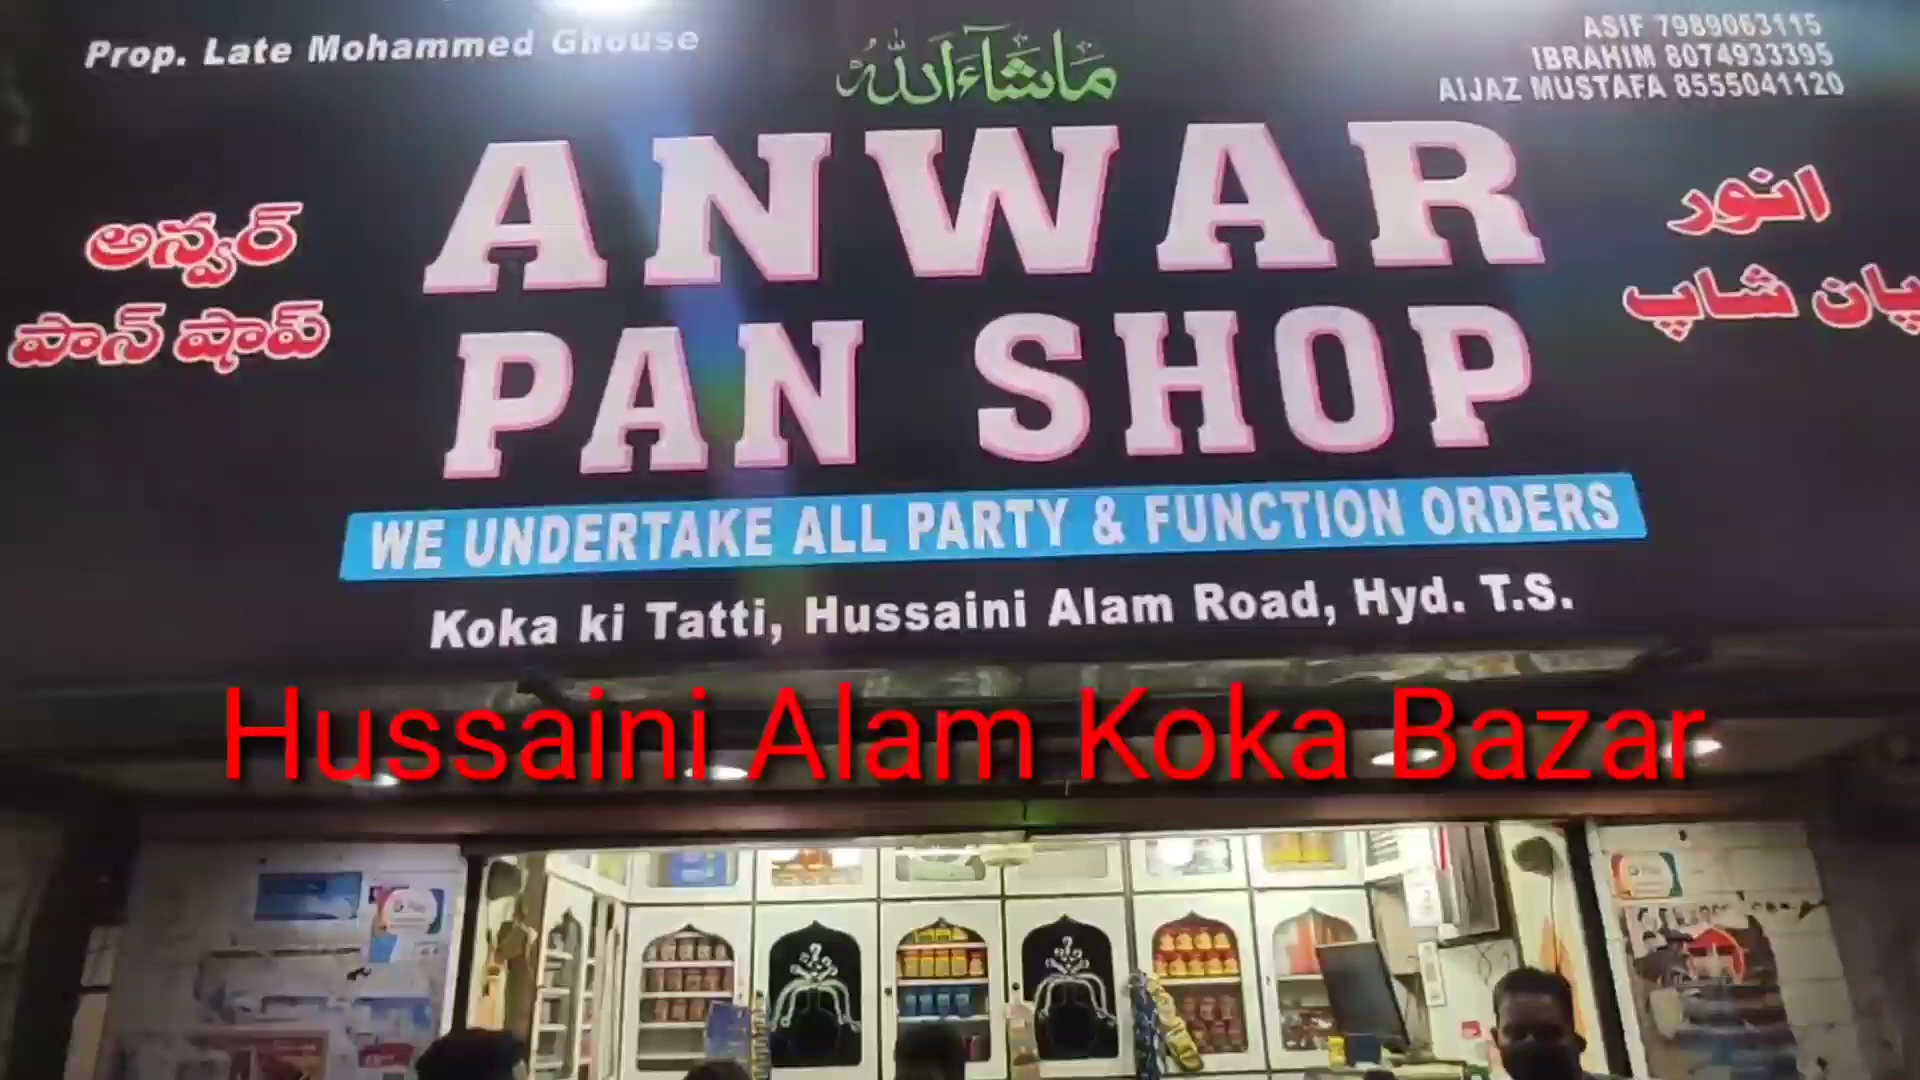 Prop. Late Mohammed Ghouse
ماشاءالله
ASIF 7989063115
IBRAHIM 8074933395
AIJAZ MUSTAFA 8555041120
అన్వర్
పాన్ షాప్
ANWAR
PAN SHOP
انور
پان شاپ
WE UNDERTAKE ALL PARTY & FUNCTION ORDERS
Koka ki Tatti, Hussaini Alam Road, Hyd. T.S.
Hussaini Alam Koka Bazar